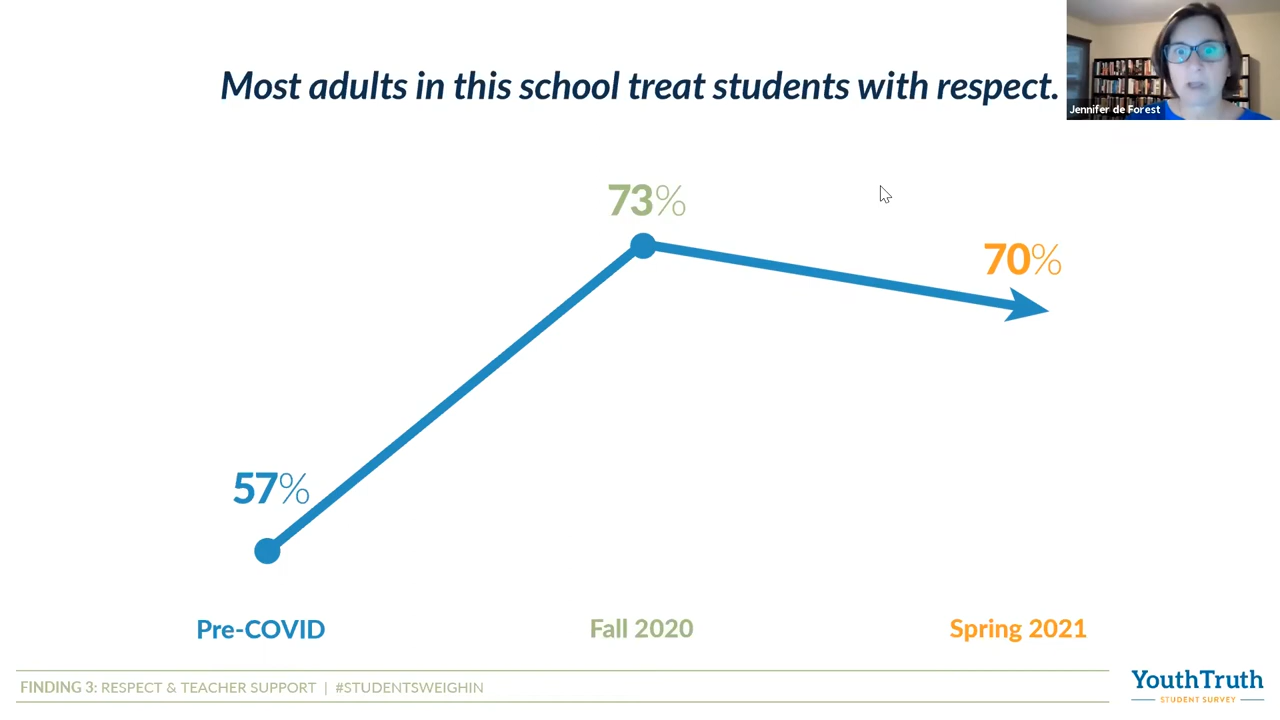 Most adults in this school treat students with respect.
Jennifer de Forest
73%
70%
57%
Pre-COVID
Fall 2020
Spring 2021
FINDING 3: RESPECT & TEACHER SUPPORT | #STUDENTSWEIGHIN
YouthTruth
STUDENT SURVEY